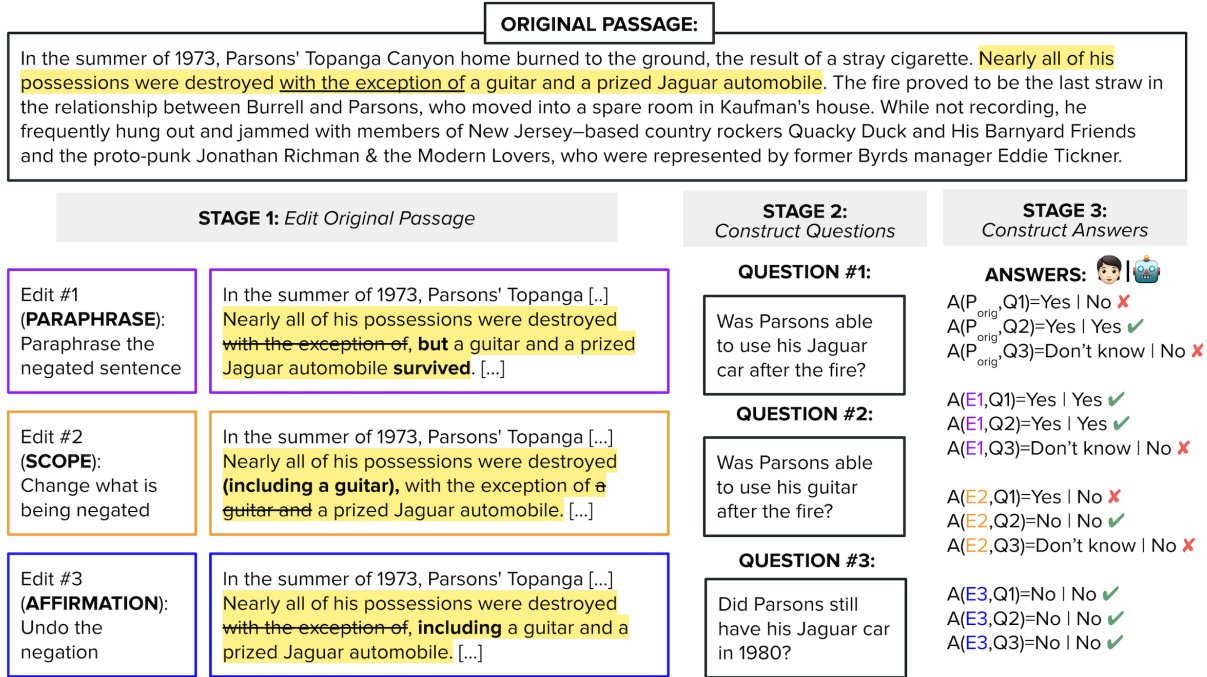 ORIGINAL PASSAGE:
In the summer of 1973, Parsons' Topanga Canyon home burned to the ground, the result of a stray cigarette. Nearly all of his
possessions were destroyed with the exception of a guitar and a prized Jaguar automobile. The fire proved to be the last straw in
the relationship between Burrell and Parsons, who moved into a spare room in Kaufman's house. While not recording, he
frequently hung out and jammed with members of New Jersey–based country rockers Quacky Duck and His Barnyard Friends
and the proto-punk Jonathan Richman & the Modern Lovers, who were represented by former Byrds manager Eddie Tickner.
STAGE 1: Edit Original Passage
Edit #1
(PARAPHRASE):
Paraphrase the
negated sentence
In the summer of 1973, Parsons' Topanga [..]
Nearly all of his possessions were destroyed
with the exception of, but a guitar and a prized
Jaguar automobile survived. [...]
Edit #2
(SCOPE):
Change what is
being negated
In the summer of 1973, Parsons' Topanga [...]
Nearly all of his possessions were destroyed
(including a guitar), with the exception of a
guitar and a prized Jaguar automobile. [...]
Edit #3
(AFFIRMATION):
Undo the
negation
In the summer of 1973, Parsons' Topanga [...]
Nearly all of his possessions were destroyed
with the exception of, including a guitar and a
prized Jaguar automobile. [...]
STAGE 2:
Construct Questions
QUESTION #1:
Was Parsons able
to use his Jaguar
car after the fire?
QUESTION #2:
Was Parsons able
to use his guitar
after the fire?
QUESTION #3:
Did Parsons still
have his Jaguar car
in 1980?
STAGE 3:
Construct Answers
ANSWERS: |
A(Porig,Q1)=Yes | No ✘
A(Porig,Q2)=Yes | Yes ✔
A(Porig,Q3)=Don't know | No ✘
A(E1,Q1)=Yes | Yes ✔
A(E1,Q2)=Yes | Yes ✔
A(E1,Q3)=Don't know | No ✘
A(E2,Q1)=Yes | No ✘
A(E2,Q2)=No | No ✔
A(E2,Q3)=Don't know | No ✘
A(E3,Q1)=No | No ✔
A(E3,Q2)=No | No ✔
A(E3,Q3)=No | No ✔